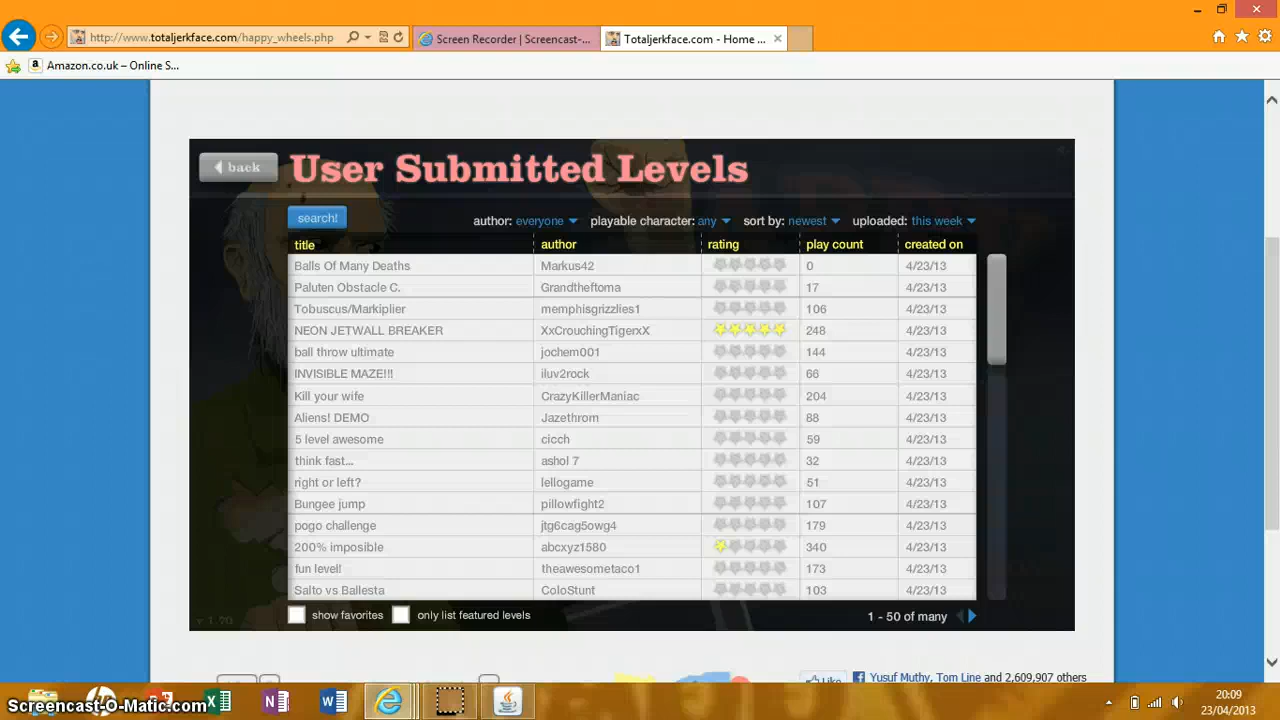 http://www.totaljerkface.com/happy_wheels.php
Screen Recorder | Screencast-...
Totaljerkface.com - Home ...
Amazon.co.uk – Online S...
back
User Submitted Levels
search!
author: everyone playable character: any sort by: newest uploaded: this week
title author rating play count created on
Balls Of Many Deaths Markus42 0 4/23/13
Paluten Obstacle C. Grandtheftoma 17 4/23/13
Tobuscus/Markiplier memphisgrizzlies1 106 4/23/13
NEON JETWALL BREAKER XxCrouchingTigerxX 248 4/23/13
ball throw ultimate jochem001 144 4/23/13
INVISIBLE MAZE!!! iluv2rock 66 4/23/13
Kill your wife CrazyKillerManiac 204 4/23/13
Aliens! DEMO Jazethrom 88 4/23/13
5 level awesome cicch 59 4/23/13
think fast... ashol 7 32 4/23/13
right or left? lellogame 51 4/23/13
Bungee jump pillowfight2 107 4/23/13
pogo challenge jtg6cag5owg4 179 4/23/13
200% imposible abcxyz1580 340 4/23/13
fun level! theawesometaco1 173 4/23/13
Salto vs Ballesta ColoStunt 103 4/23/13
show favorites only list featured levels 1 - 50 of many
v 1.70
Like Yusuf Muthy, Tom Line and 2,609,907 others
Screencast-O-Matic.com
20:09
23/04/2013